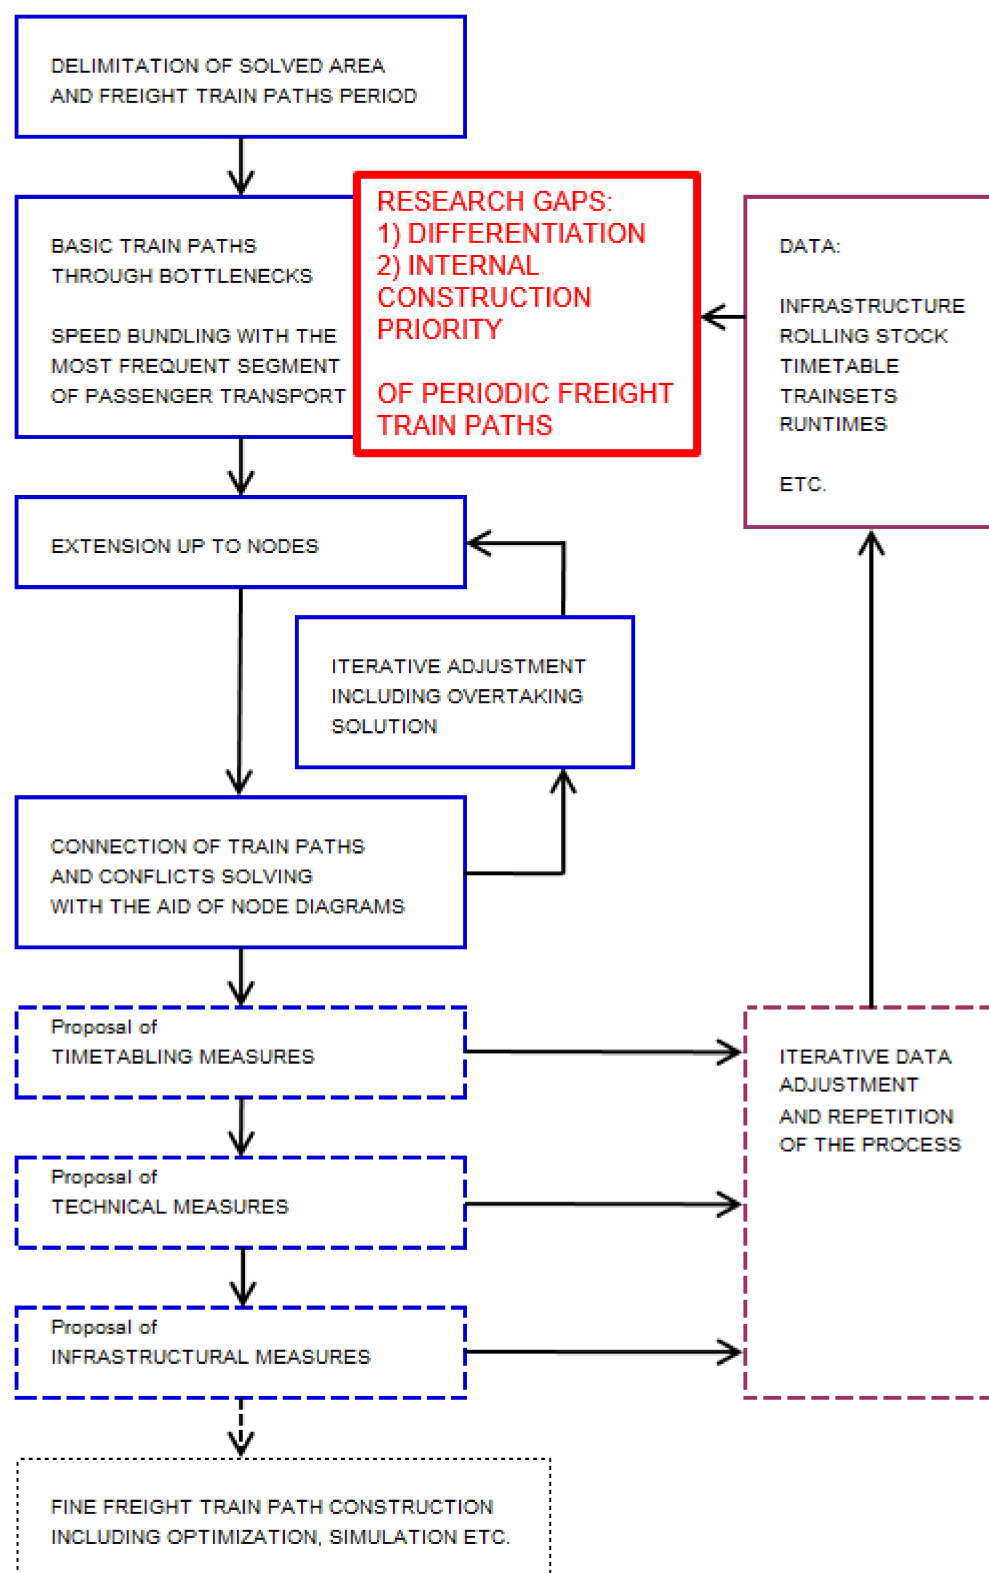 DELIMITATION OF SOLVED AREA
AND FREIGHT TRAIN PATHS PERIOD
BASIC TRAIN PATHS
THROUGH BOTTLENECKS
SPEED BUNDLING WITH THE
MOST FREQUENT SEGMENT
OF PASSENGER TRANSPORT
RESEARCH GAPS:
1) DIFFERENTIATION
2) INTERNAL
CONSTRUCTION
PRIORITY
OF PERIODIC FREIGHT
TRAIN PATHS
DATA:
INFRASTRUCTURE
ROLLING STOCK
TIMETABLE
TRAINSETS
RUNTIMES
ETC.
EXTENSION UP TO NODES
ITERATIVE ADJUSTMENT
INCLUDING OVERTAKING
SOLUTION
CONNECTION OF TRAIN PATHS
AND CONFLICTS SOLVING
WITH THE AID OF NODE DIAGRAMS
Proposal of
TIMETABLING MEASURES
ITERATIVE DATA
ADJUSTMENT
AND REPETITION
OF THE PROCESS
Proposal of
TECHNICAL MEASURES
Proposal of
INFRASTRUCTURAL MEASURES
FINE FREIGHT TRAIN PATH CONSTRUCTION
INCLUDING OPTIMIZATION, SIMULATION ETC.